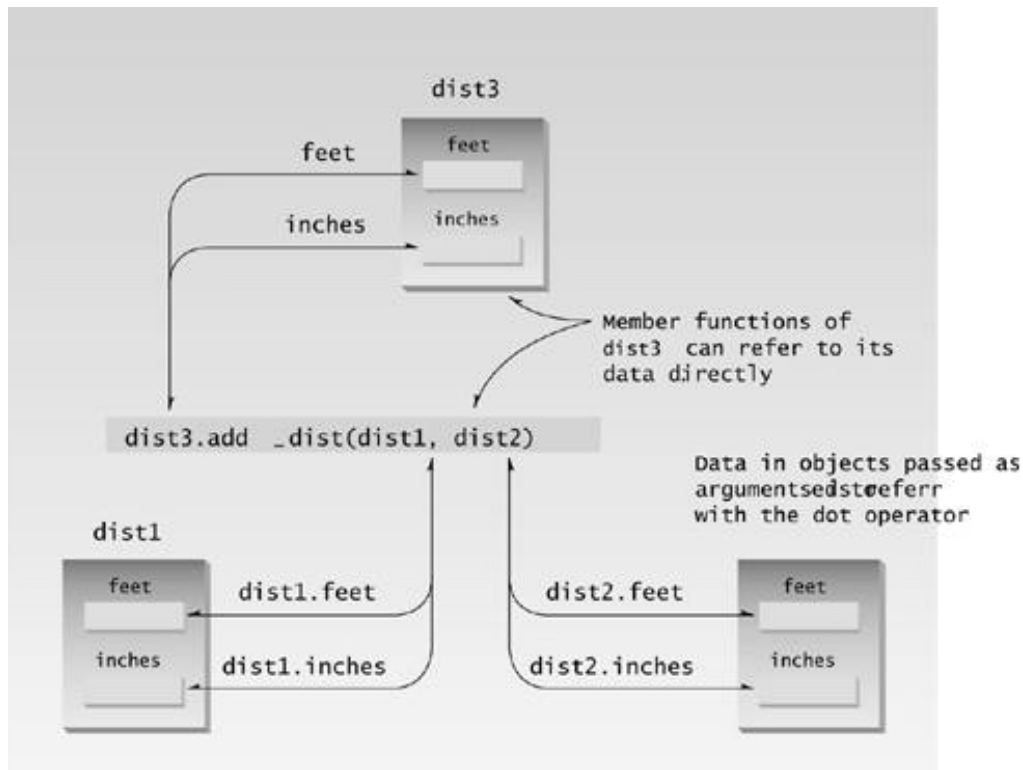 dist3
feet
feet
inches
inches
Member functions of
dist3 can refer to its
data directly
dist3.add _dist(dist1, dist2)
Data in objects passed as
with the dot operator
dist1
feet
dist1.feet
dist2.feet
feet
inches
dist1.inches
dist2.inches
inches